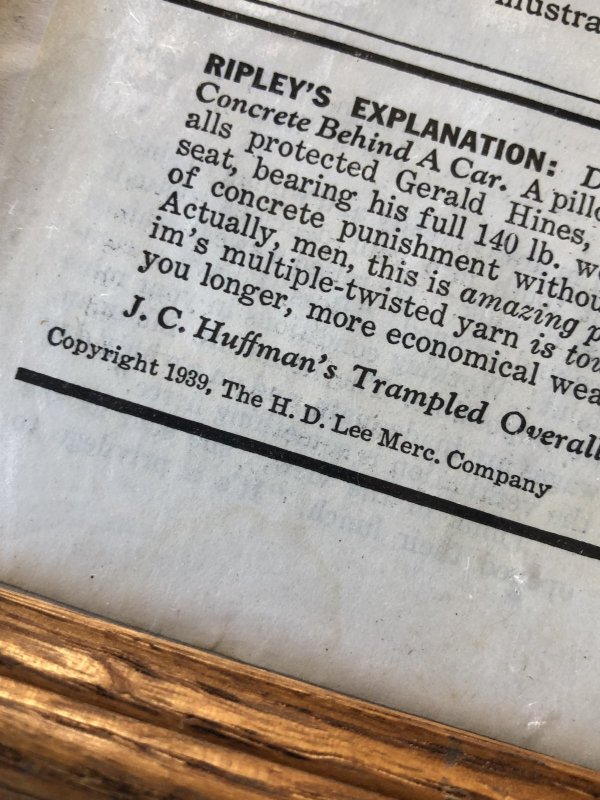 RIPLEY'S EXPLANATION:
Concrete Behind A Car. A
alls protected Gerald Hines,
seat, bearing his full 140 lb.
of concrete punishment
Actually, men, this is amazing
im's multiple-twisted yarn is
you longer, more economical
J. C. Huffman's Trampled
Copyright 1939, The H. D. Lee Merc. Company